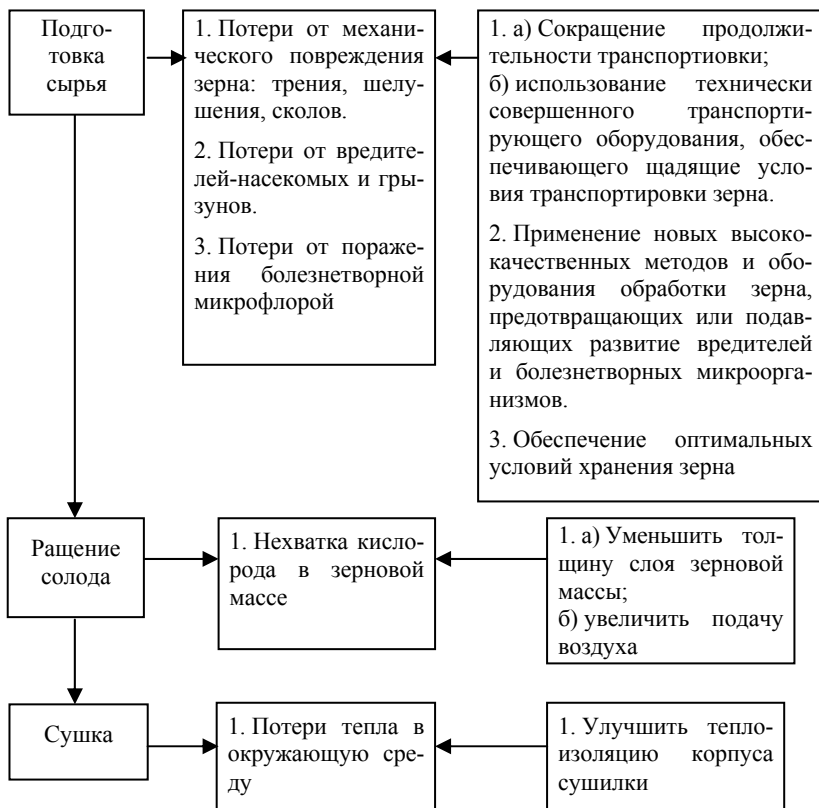 Подго-
товка
сырья
1. Потери от механи-
ческого повреждения
зерна: трения, шелу-
шения, сколов.
2. Потери от вредите-
лей-насекомых и гры-
зунов.
3. Потери от пораже-
ния болезнетворной
микрофлорой
1. а) Сокращение продолжи-
тельности транспортиовки;
б) использование технически
совершенного транспорти-
рующего оборудования, обес-
печивающего щадящие усло-
вия транспортировки зерна.
2. Применение новых высоко-
качественных методов и обо-
рудования обработки зерна,
предотвращающих или подав-
ляющих развитие вредителей
и болезнетворных микроорга-
низмов.
3. Обеспечение оптимальных
условий хранения зерна
Ращение
солода
1. Нехватка кисло-
рода в зерновой
массе
1. а) Уменьшить тол-
щину слоя зерновой
массы;
б) увеличить подачу
воздуха
Сушка
1. Потери тепла в
окружающую сре-
ду
1. Улучшить тепло-
изоляцию корпуса
сушилки